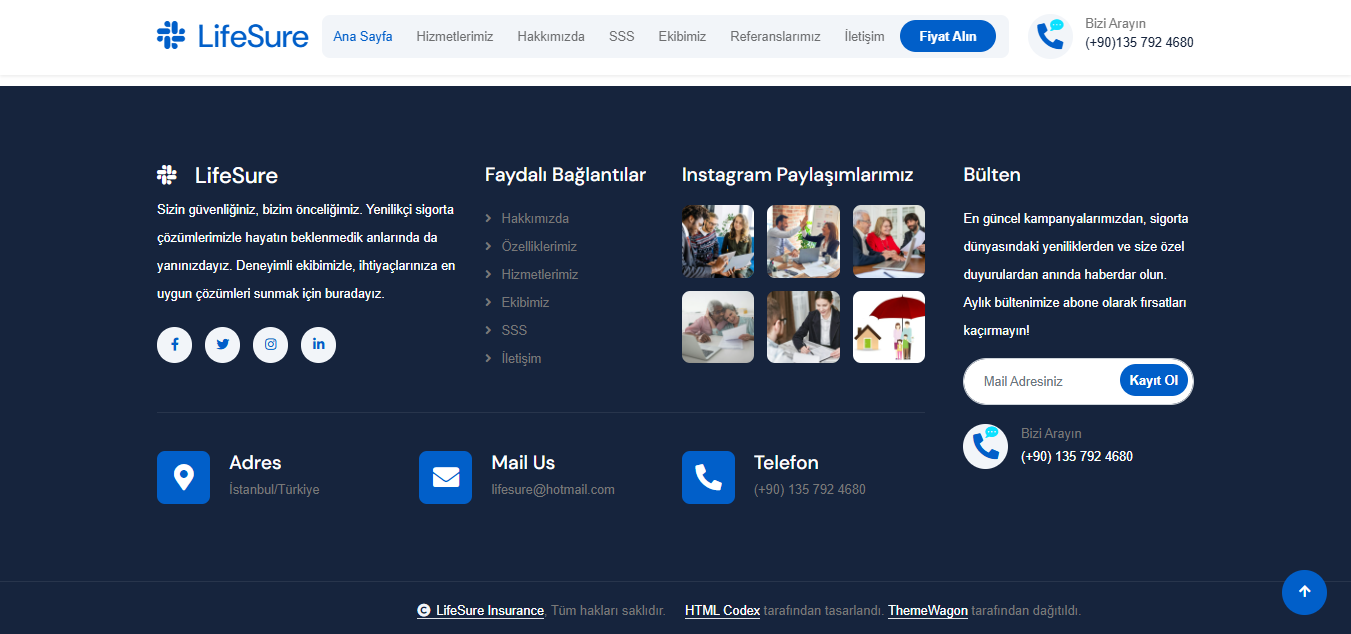 LifeSure
Ana Sayfa
Hizmetlerimiz
Hakkımızda
SSS
Ekibimiz
Referanslarımız
İletişim
Fiyat Alın
Bizi Arayın
(+90)135 792 4680
LifeSure
Sizin güvenliğiniz, bizim önceliğimiz. Yenilikçi sigorta
çözümlerimizle hayatın beklenmedik anlarında da
yanınızdayız. Deneyimli ekibimizle, ihtiyaçlarınıza en
uygun çözümleri sunmak için buradayız.
Faydalı Bağlantılar
Hakkımızda
Özelliklerimiz
Hizmetlerimiz
Ekibimiz
SSS
İletişim
Instagram Paylaşımlarımız
Bülten
En güncel kampanyalarımızdan, sigorta
dünyasındaki yeniliklerden ve size özel
duyurulardan anında haberdar olun.
Aylık bültenimize abone olarak fırsatları
kaçırmayın!
Mail Adresiniz
Kayıt Ol
Bizi Arayın
(+90) 135 792 4680
Adres
İstanbul/Türkiye
Mail Us
lifesure@hotmail.com
Telefon
(+90) 135 792 4680
LifeSure Insurance, Tüm hakları saklıdır.
HTML Codex tarafından tasarlandı. ThemeWagon tarafından dağıtıldı.